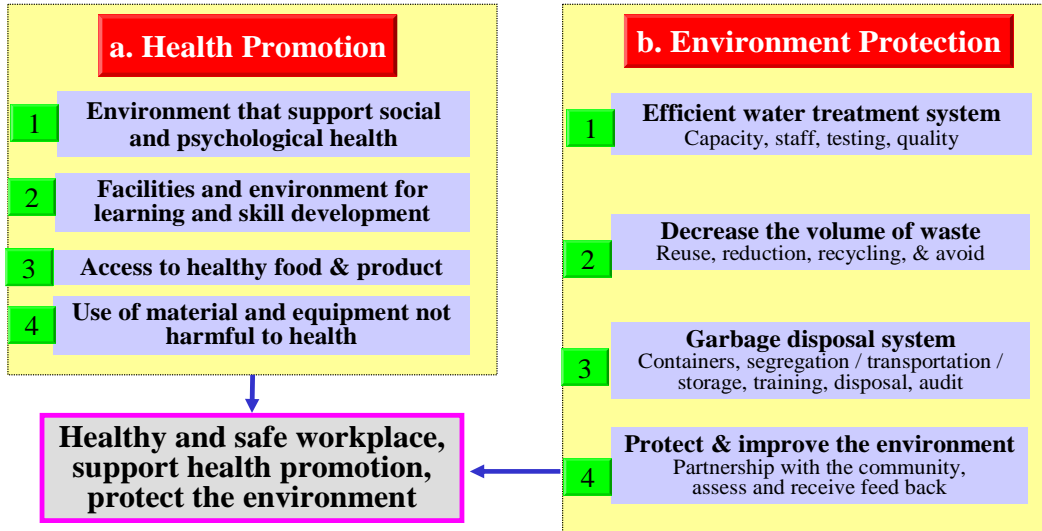 a. Health Promotion
1
Environment that support social
and psychological health
2
Facilities and environment for
learning and skill development
3
Access to healthy food & product
4
Use of material and equipment not
harmful to health
Healthy and safe workplace,
support health promotion,
protect the environment
b. Environment Protection
1
Efficient water treatment system
Capacity, staff, testing, quality
2
Decrease the volume of waste
Reuse, reduction, recycling, & avoid
3
Garbage disposal system
Containers, segregation / transportation /
storage, training, disposal, audit
4
Protect & improve the environment
Partnership with the community,
assess and receive feed back